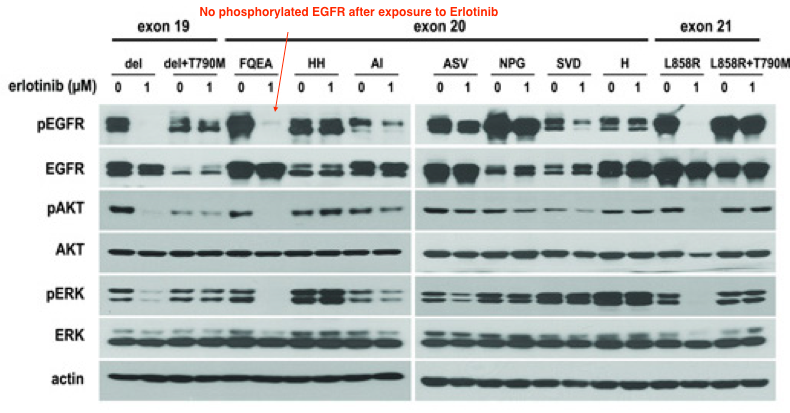 No phosphorylated EGFR after exposure to Erlotinib
exon 19 exon 20 exon 21
del del+T790M FQEA HH AI ASV NPG SVD H L858R L858R+T790M
erlotinib (µM) 0 1 0 1 0 1 0 1 0 1 0 1 0 1 0 1 0 1 0 1 0 1
pEGFR
EGFR
pAKT
AKT
pERK
ERK
actin